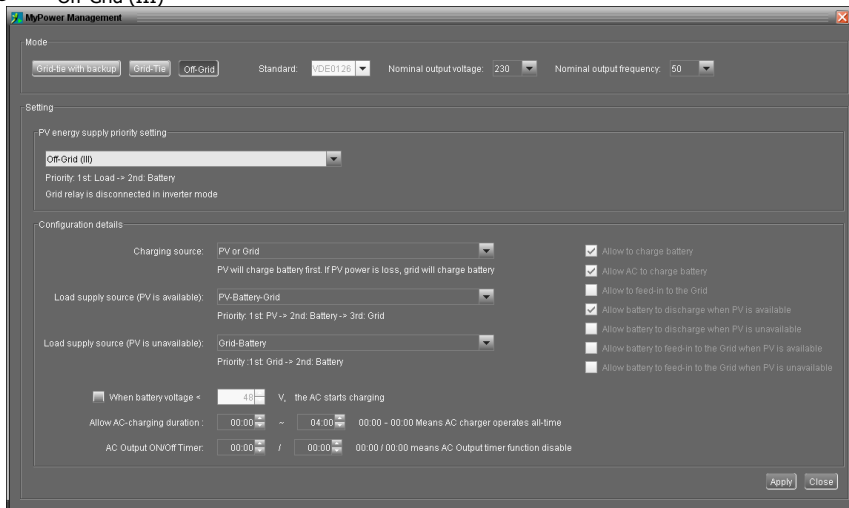 Off-Grid (III)
MyPower Management
Mode
Grid-tie with backup Grid-Tie Off-Grid Standard: VDE0126 Nominal output voltage: 230 Nominal output frequency: 50
Setting
PV energy supply priority setting
Off-Grid (III)
Priority: 1st: Load -> 2nd: Battery
Grid relay is disconnected in inverter mode
Configuration details
Charging source: PV or Grid
PV will charge battery first. If PV power is loss, grid will charge battery
Load supply source (PV is available): PV-Battery-Grid
Priority: 1st: PV -> 2nd: Battery -> 3rd: Grid
Load supply source (PV is unavailable): Grid-Battery
Priority :1st: Grid -> 2nd: Battery
Allow to charge battery
Allow AC to charge battery
Allow to feed-in to the Grid
Allow battery to discharge when PV is available
Allow battery to discharge when PV is unavailable
Allow battery to feed-in to the Grid when PV is available
Allow battery to feed-in to the Grid when PV is unavailable
When battery voltage < 48 V, the AC starts charging
Allow AC-charging duration : 00:00 ~ 04:00 00:00 - 00:00 Means AC charger operates all-time
AC Output ON/Off Timer: 00:00 / 00:00 00:00 / 00:00 means AC Output timer function disable
Apply Close